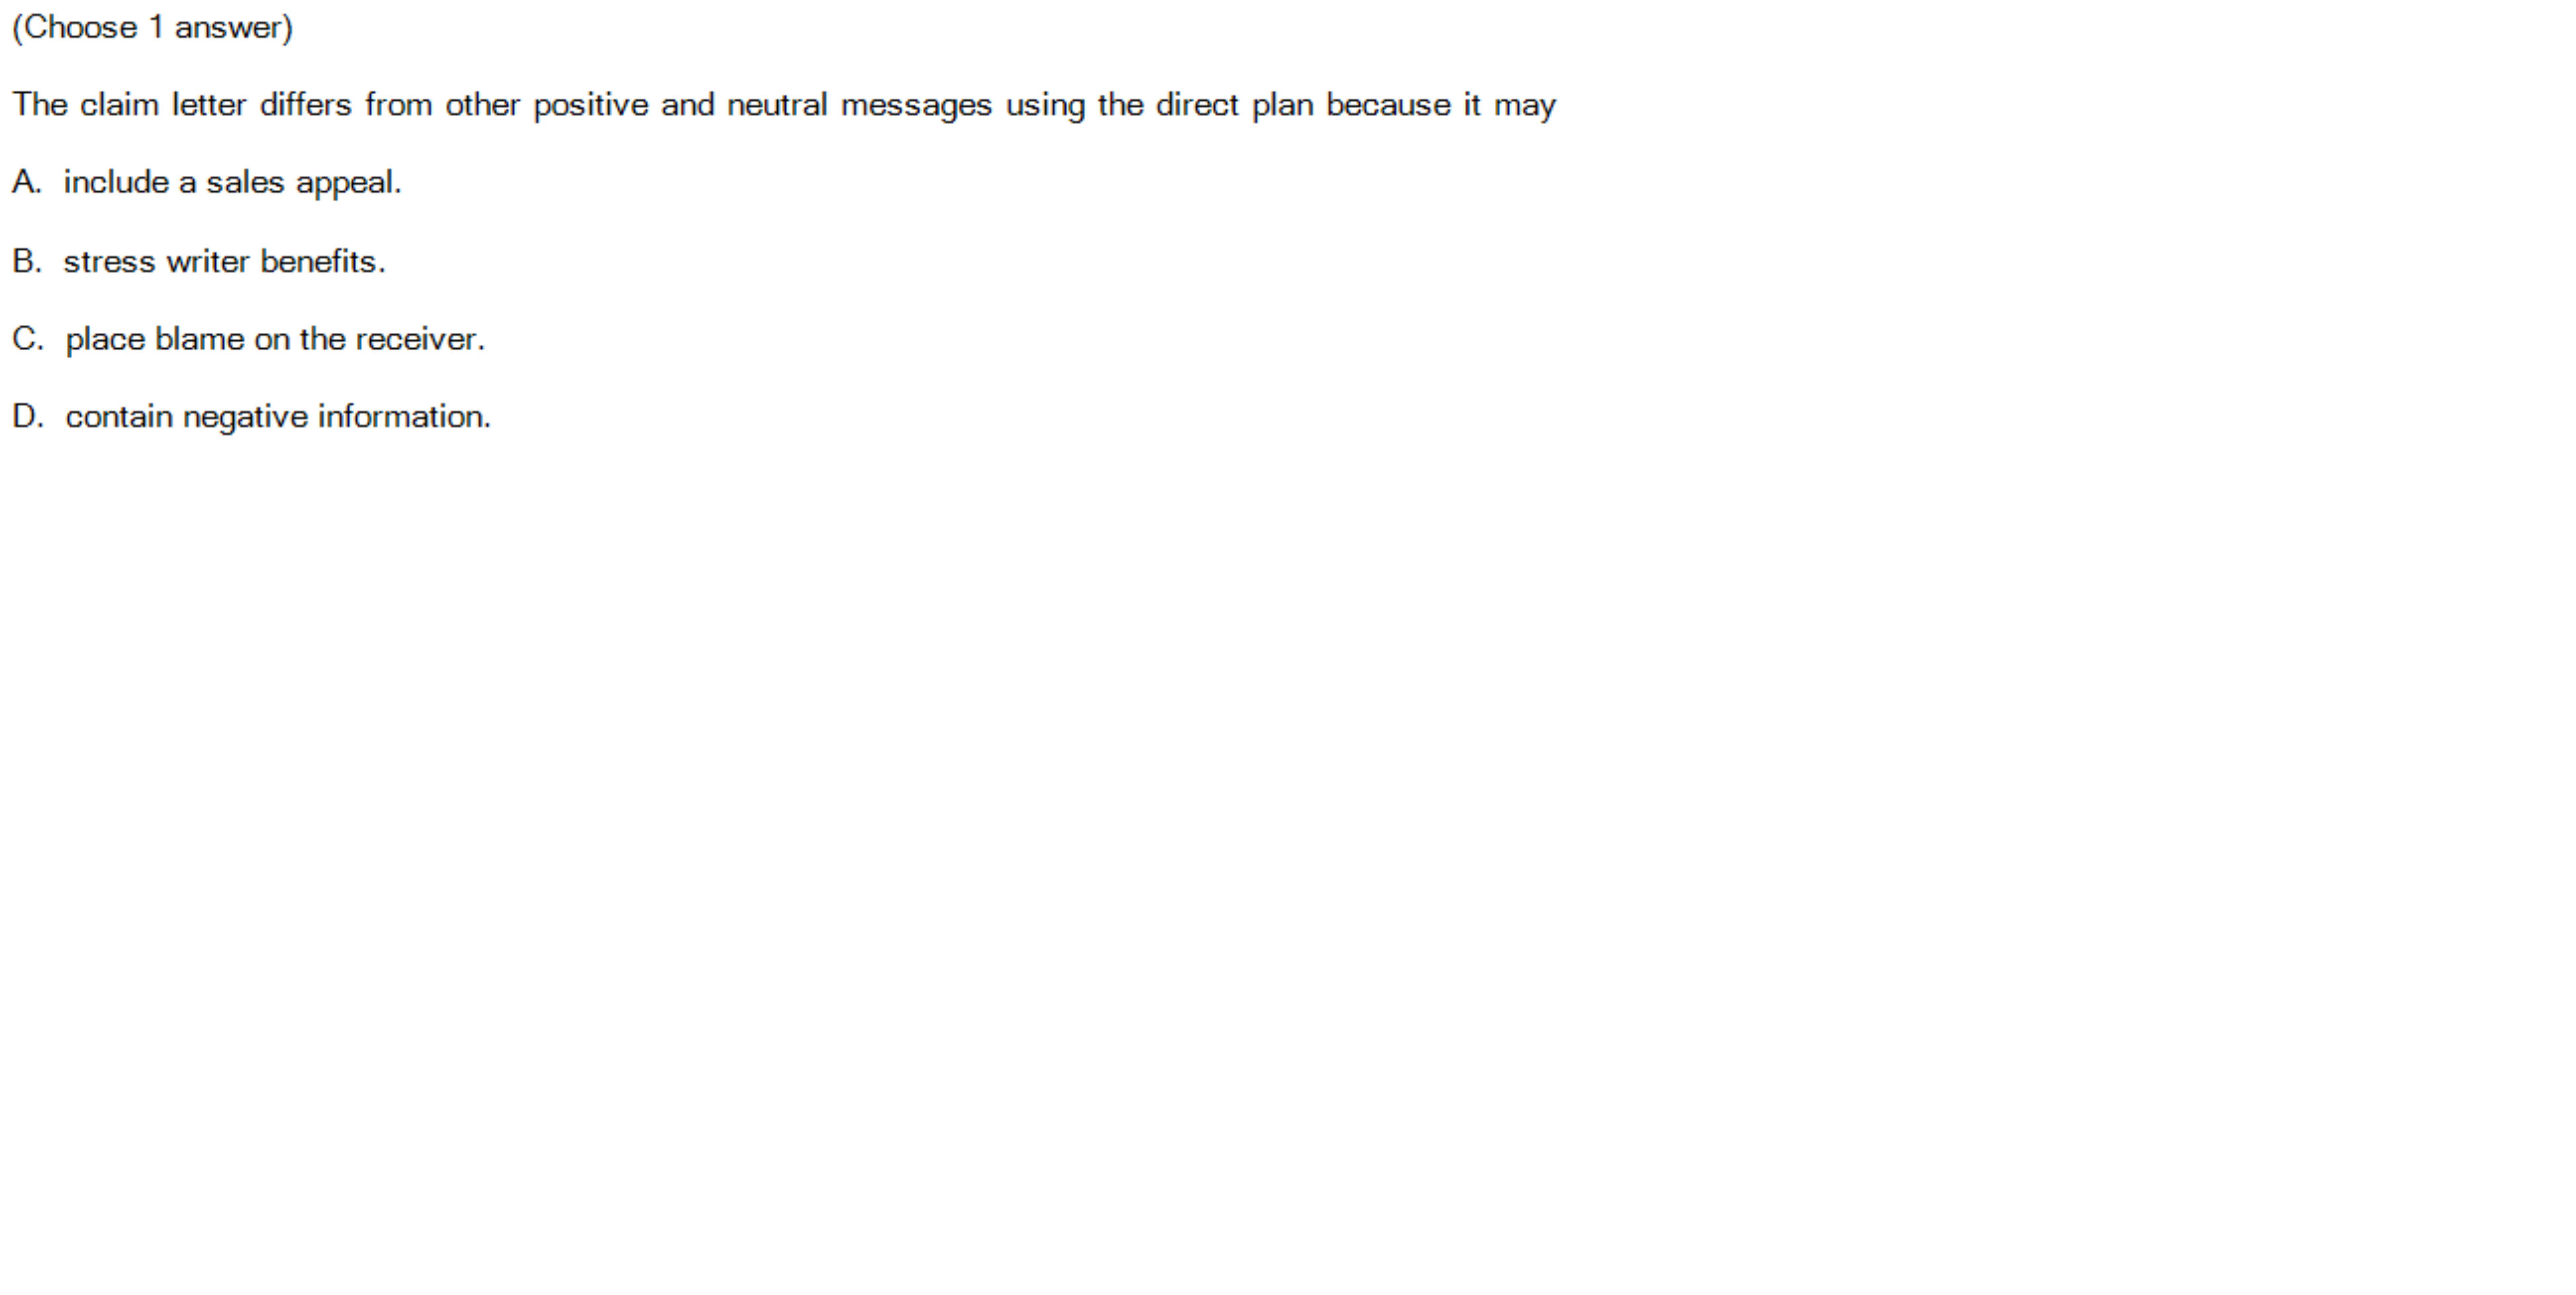 (Choose 1 answer)
The claim letter differs from other positive and neutral messages using the direct plan because it may
A. include a sales appeal.
B. stress writer benefits.
C. place blame on the receiver.
D. contain negative information.